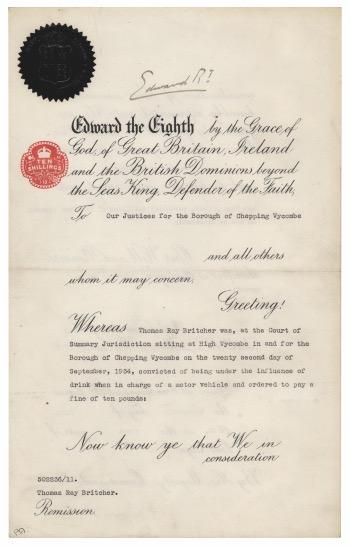 Edward R I
Edward the Eighth by the Grace of
God, of Great Britain, Ireland
and the British Dominions beyond
the Seas King, Defender of the Faith,
To Our Justices for the Borough of Chepping Wycombe
TEN
SHILLINGS
and all others
whom it may concern.
Greeting!
Whereas Thomas Ray Britcher was, at the Court of
Summary Jurisdiction sitting at High Wycombe in and for the
Borough of Chepping Wycombe on the twenty second day of
September, 1934, convicted of being under the influence of
drink when in charge of a motor vehicle and ordered to pay a
fine of ten pounds:
Now know ye that We in
consideration
502236/11.
Thomas Ray Britcher.
Remission